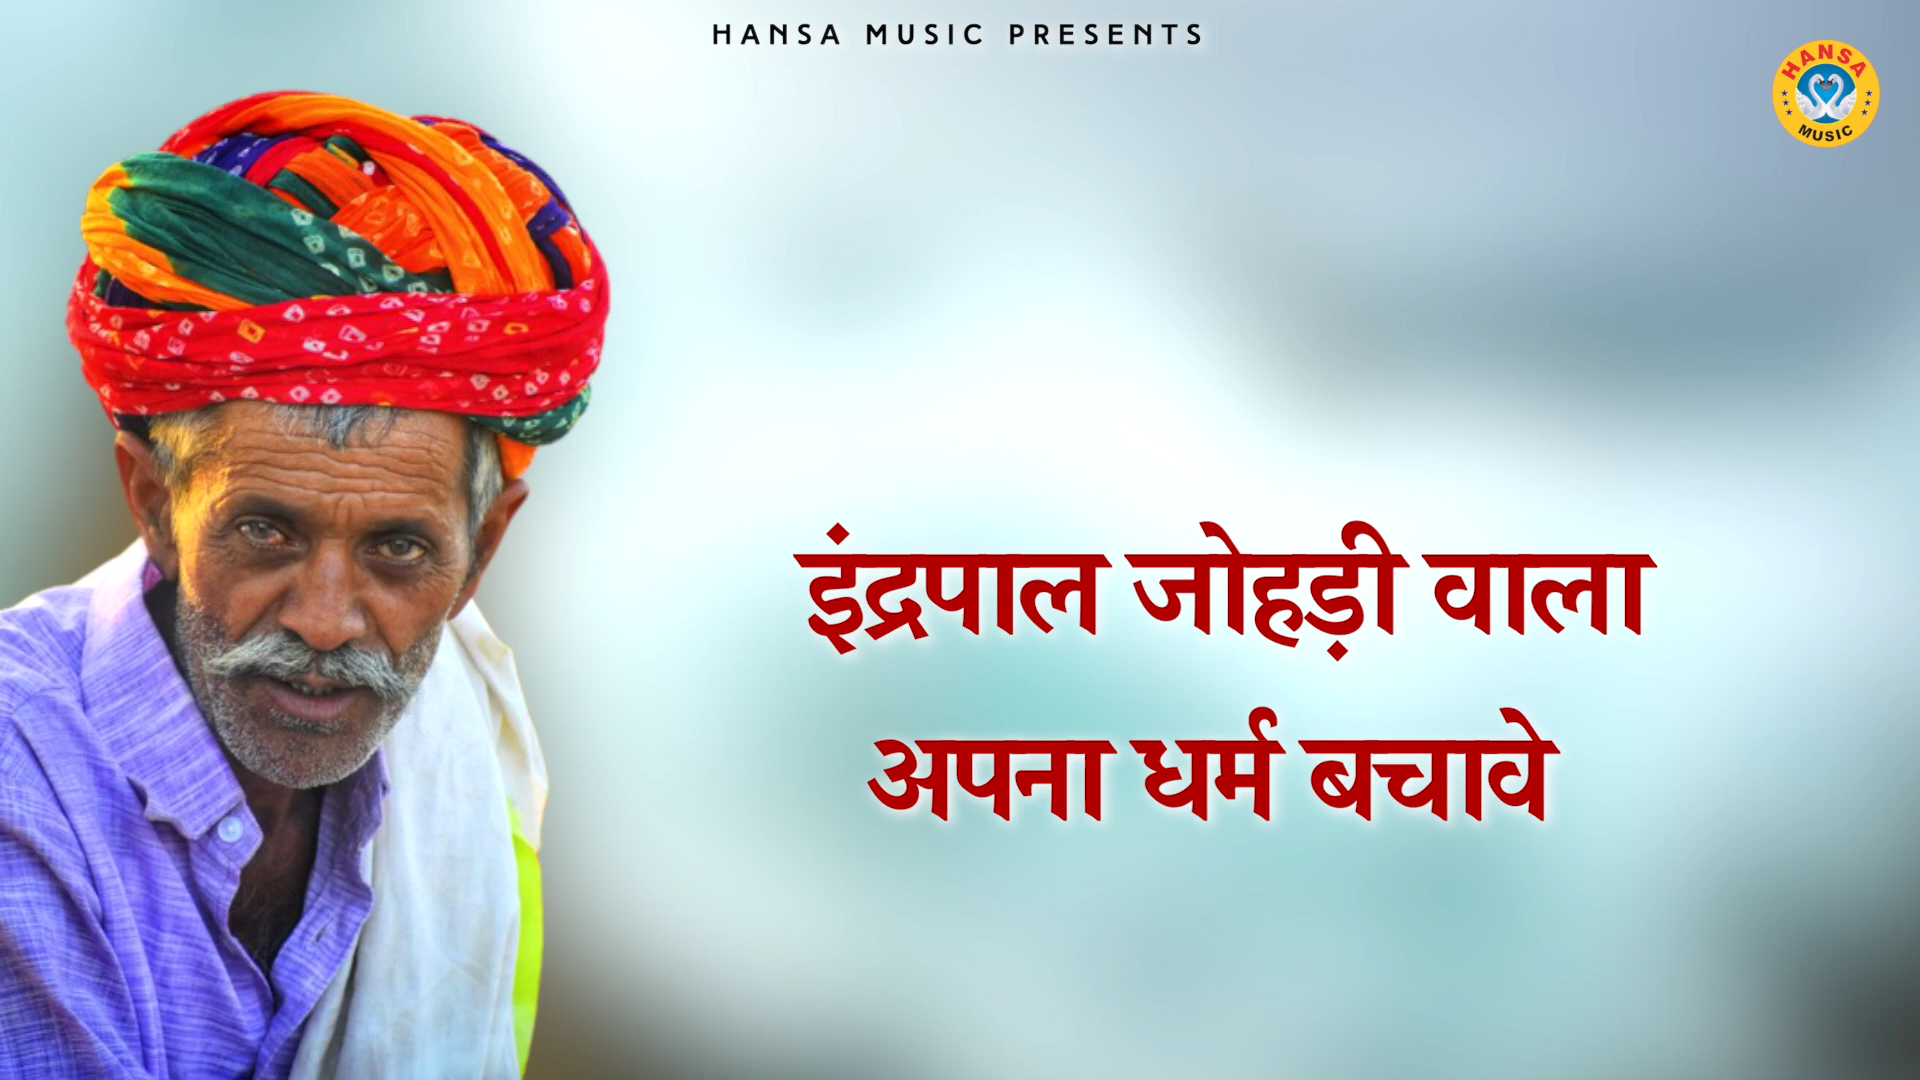 HANSA MUSIC PRESENTS
HANSA
MUSIC
इंद्रपाल जोहड़ी वाला
अपना धर्म बचावे